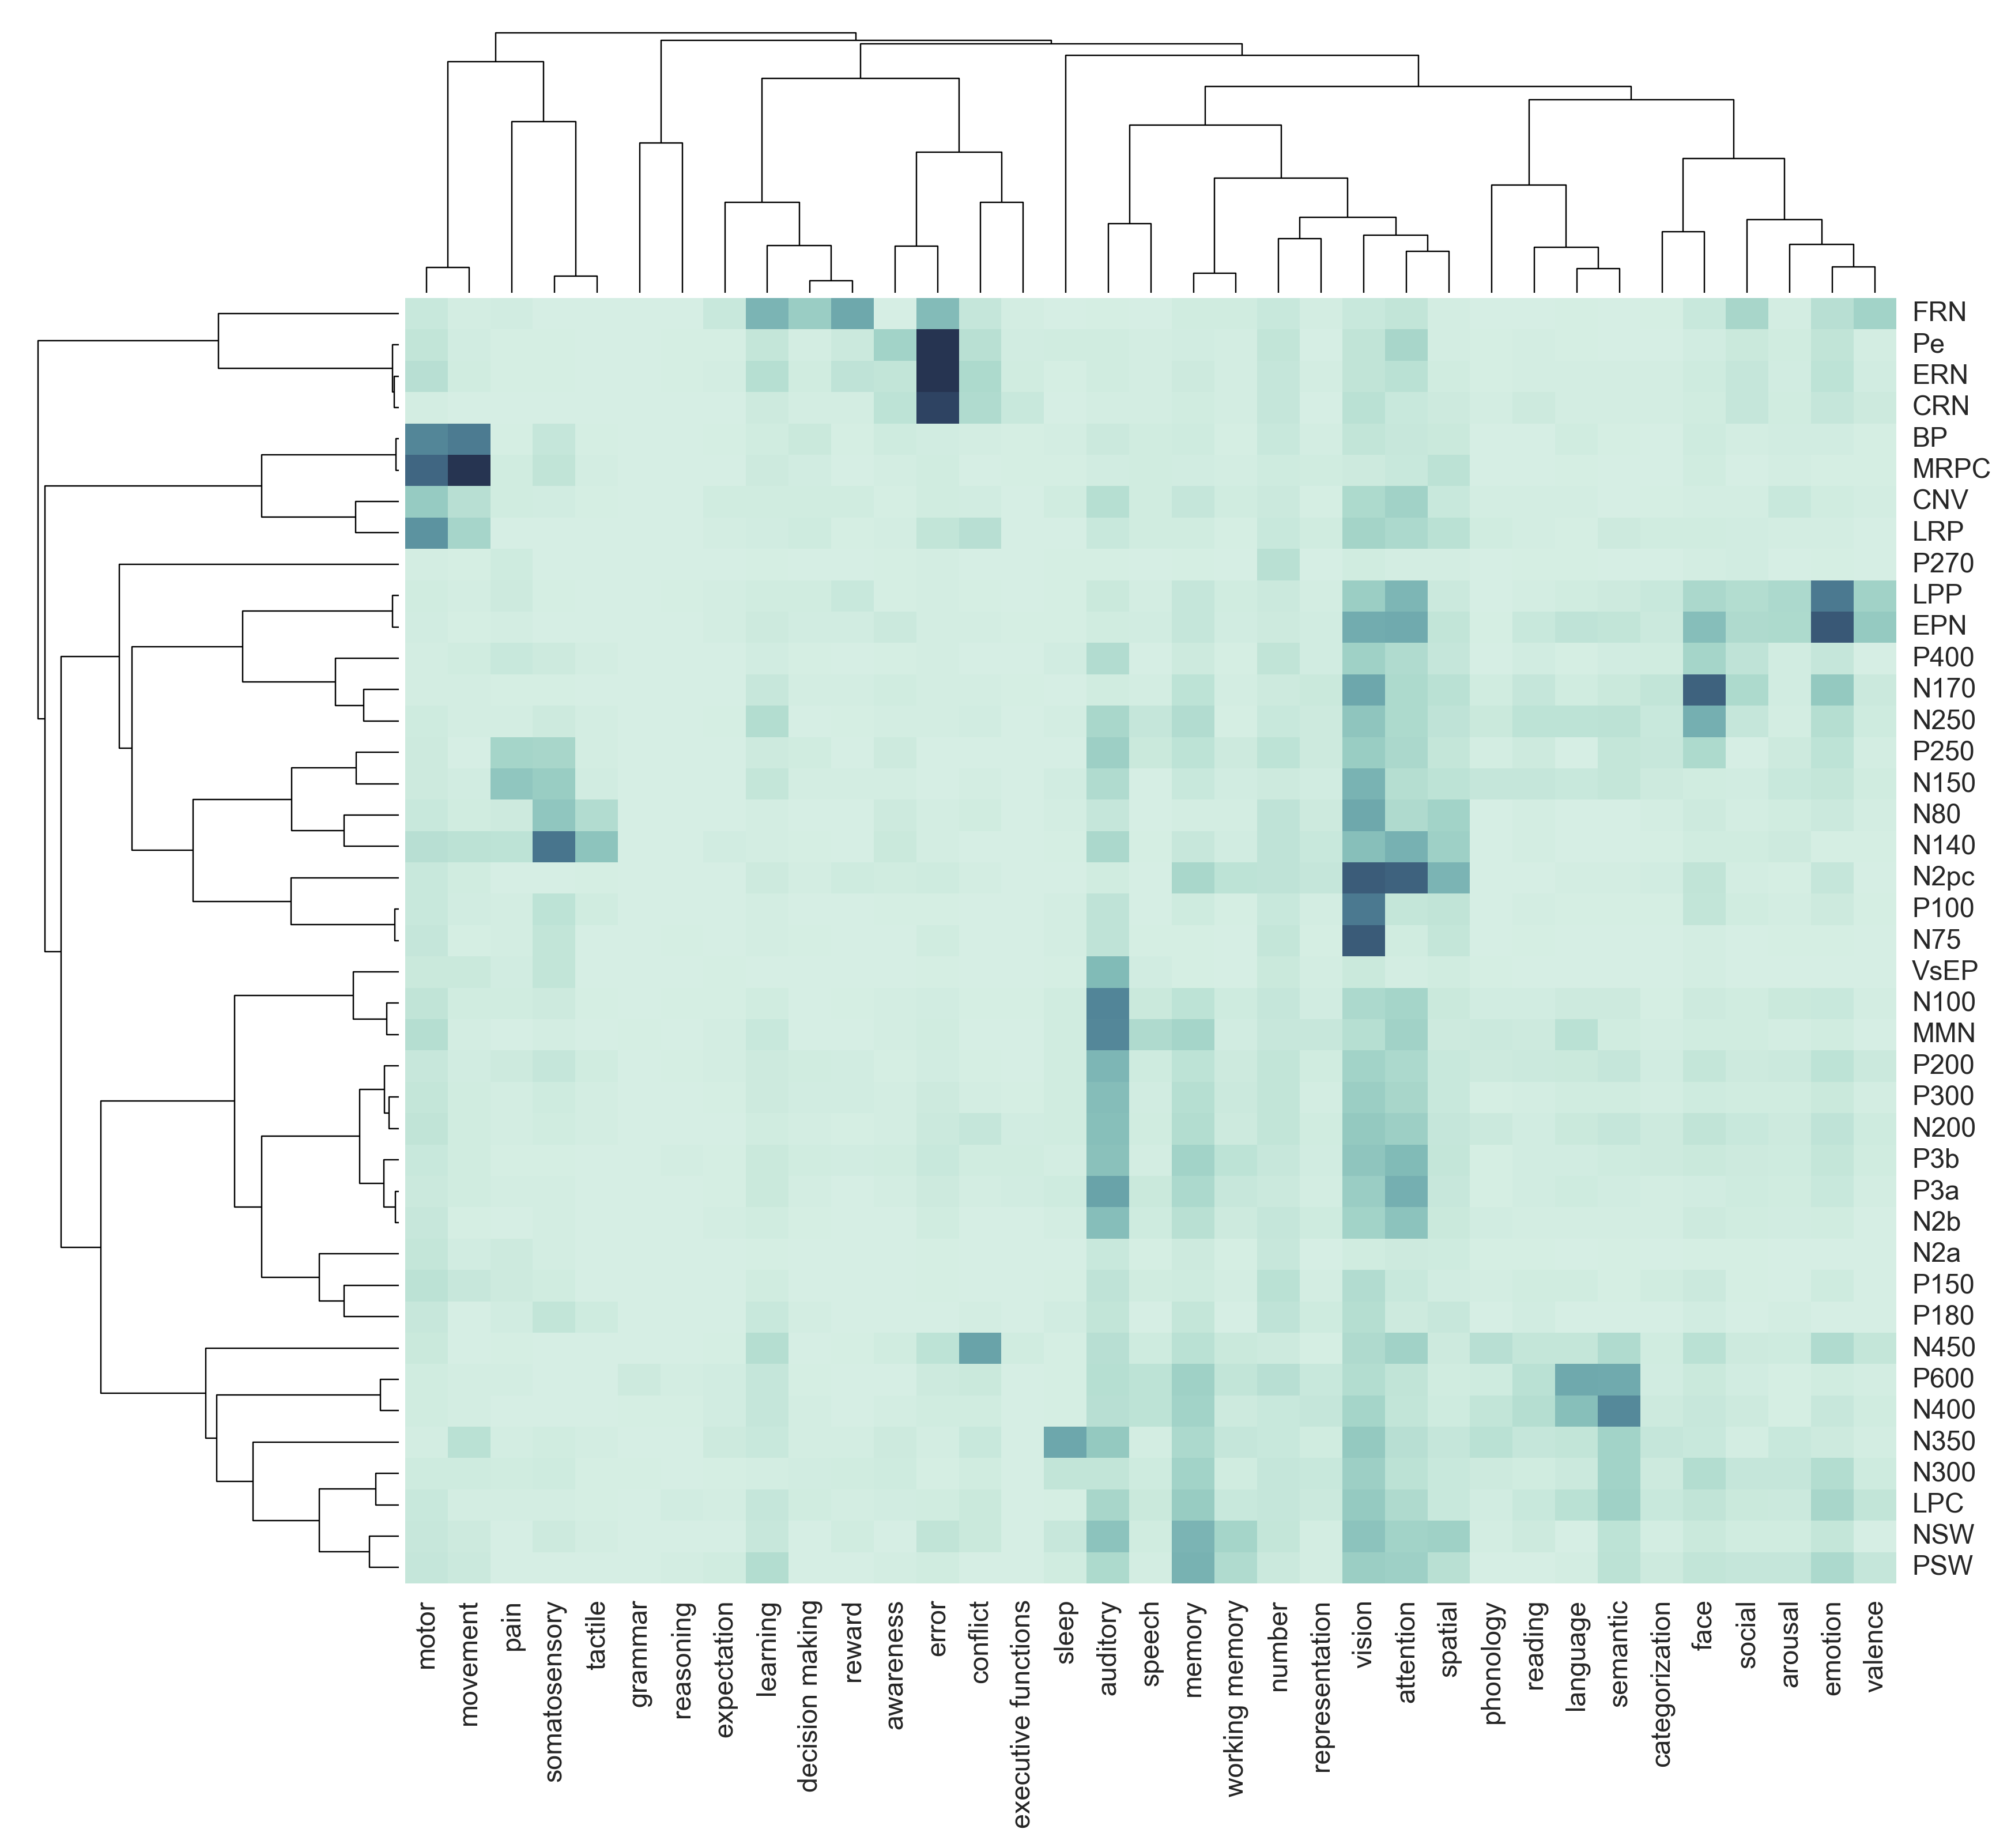 FRN
Pe
ERN
CRN
BP
MRPC
CNV
LRP
P270
LPP
EPN
P400
N170
N250
P250
N150
N80
N140
N2pc
P100
N75
VsEP
N100
MMN
P200
P300
N200
P3b
P3a
N2b
N2a
P150
P180
N450
P600
N400
N350
N300
LPC
NSW
PSW
motor
movement
pain
somatosensory
tactile
grammar
reasoning
expectation
learning
decision making
reward
awareness
error
conflict
executive functions
sleep
auditory
speech
memory
working memory
number
representation
vision
attention
spatial
phonology
reading
language
semantic
categorization
face
social
arousal
emotion
valence